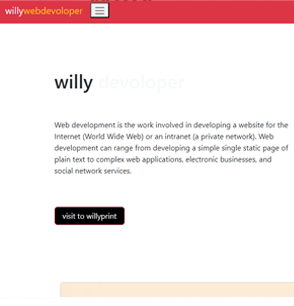 willywebdevoloper
willy devoloper
Web development is the work involved in developing a website for the
Internet (World Wide Web) or an intranet (a private network). Web
development can range from developing a simple single static page of
plain text to complex web applications, electronic businesses, and
social network services.
visit to willyprint